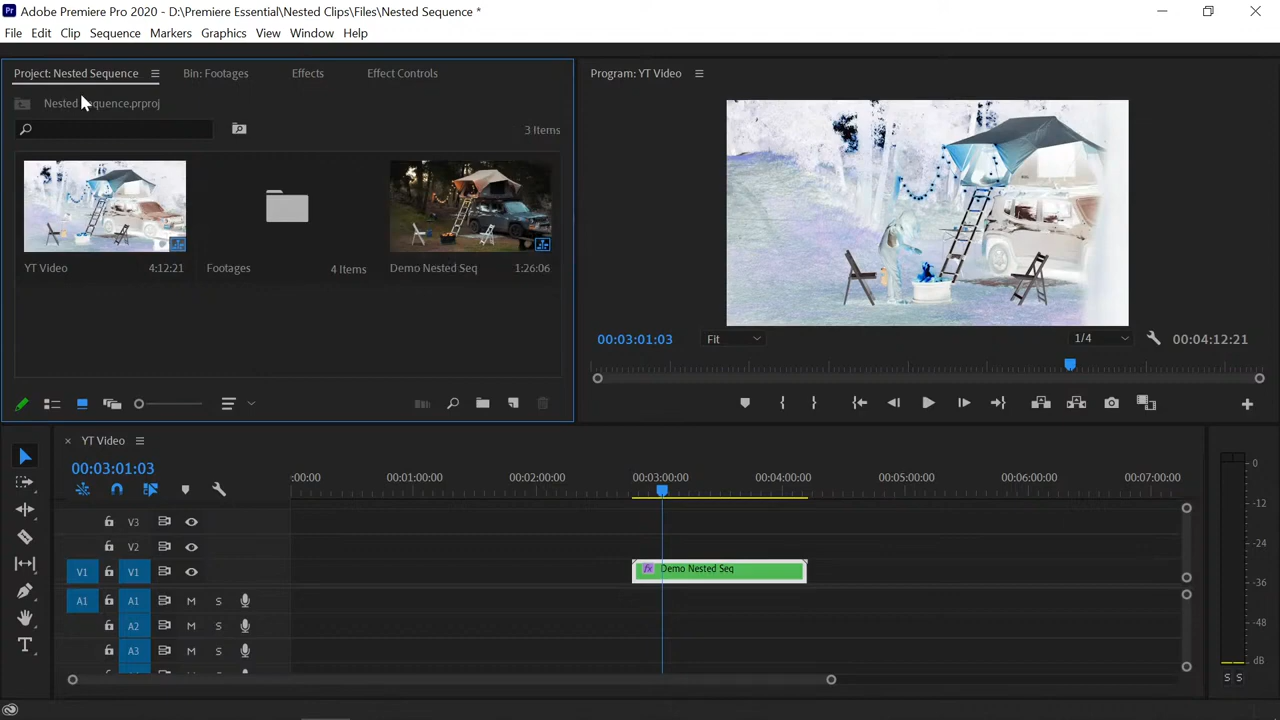 Pr Adobe Premiere Pro 2020 - D:\Premiere Essential\Nested Clips\Files\Nested Sequence *
File Edit Clip Sequence Markers Graphics View Window Help
Project: Nested Sequence Bin: Footages Effects Effect Controls
Nested quence.prproj
3 Items
YT Video 4:12:21
Footages 4 Items
Demo Nested Seq 1:26:06
Program: YT Video
00:03:01:03 Fit 1/4 00:04:12:21
YT Video
00:03:01:03
:00:00 00:01:00:00 00:02:00:00 00:03:00:00 00:04:00:00 00:05:00:00 00:06:00:00 00:07:00:00
V3
V2
V1 V1 fx Demo Nested Seq
A1 A1 M S
A2 M S
A3 M S
0
-12
-24
-36
-48
dB
S S